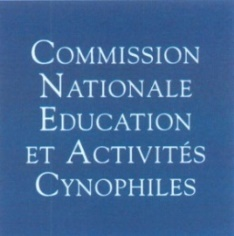 COMMISSION
NATIONALE
EDUCATION
ET ACTIVITÉS
CYNOPHILES